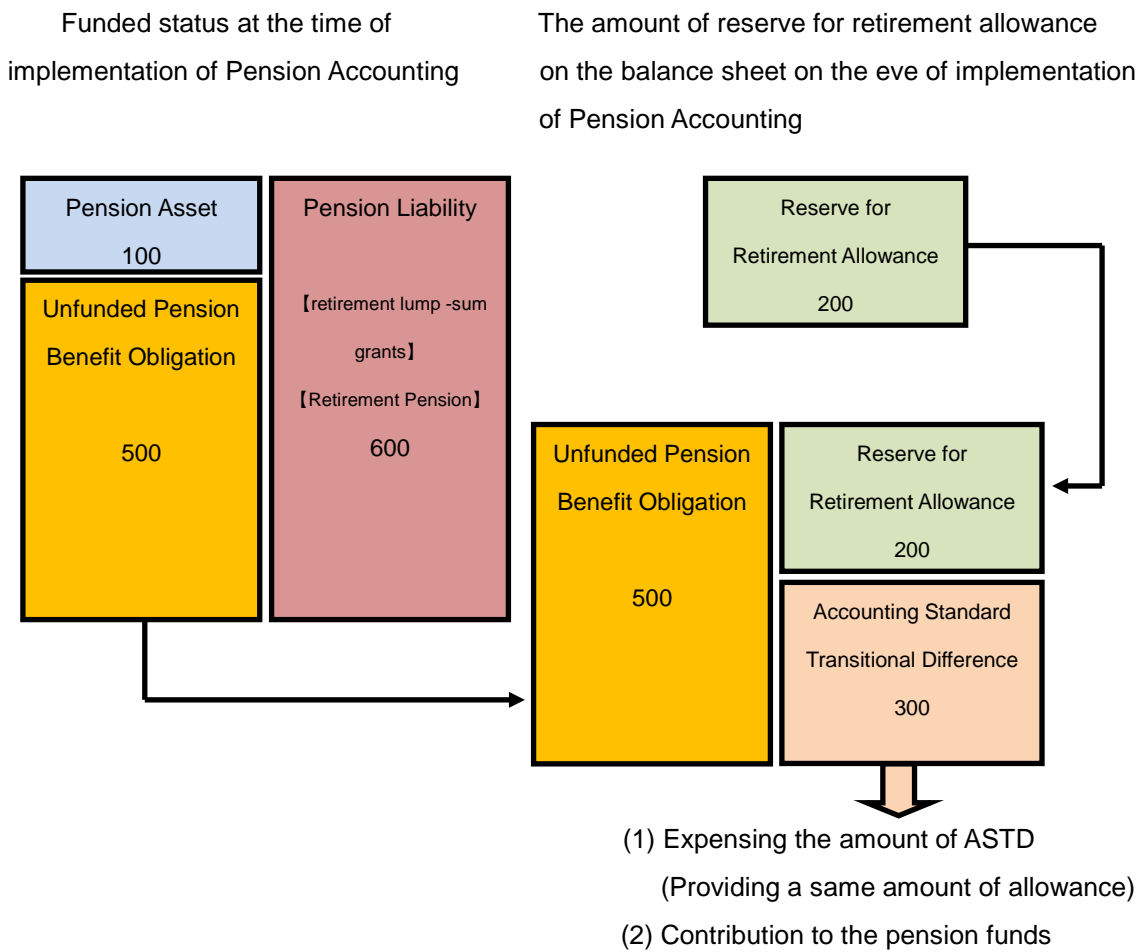 Funded status at the time of
implementation of Pension Accounting
The amount of reserve for retirement allowance
on the balance sheet on the eve of implementation
of Pension Accounting
Pension Asset
100
Unfunded Pension
Benefit Obligation
500
Pension Liability
【retirement lump -sum
grants】
【Retirement Pension】
600
Reserve for
Retirement Allowance
200
Unfunded Pension
Benefit Obligation
500
Reserve for
Retirement Allowance
200
Accounting Standard
Transitional Difference
300
(1) Expensing the amount of ASTD
(Providing a same amount of allowance)
(2) Contribution to the pension funds